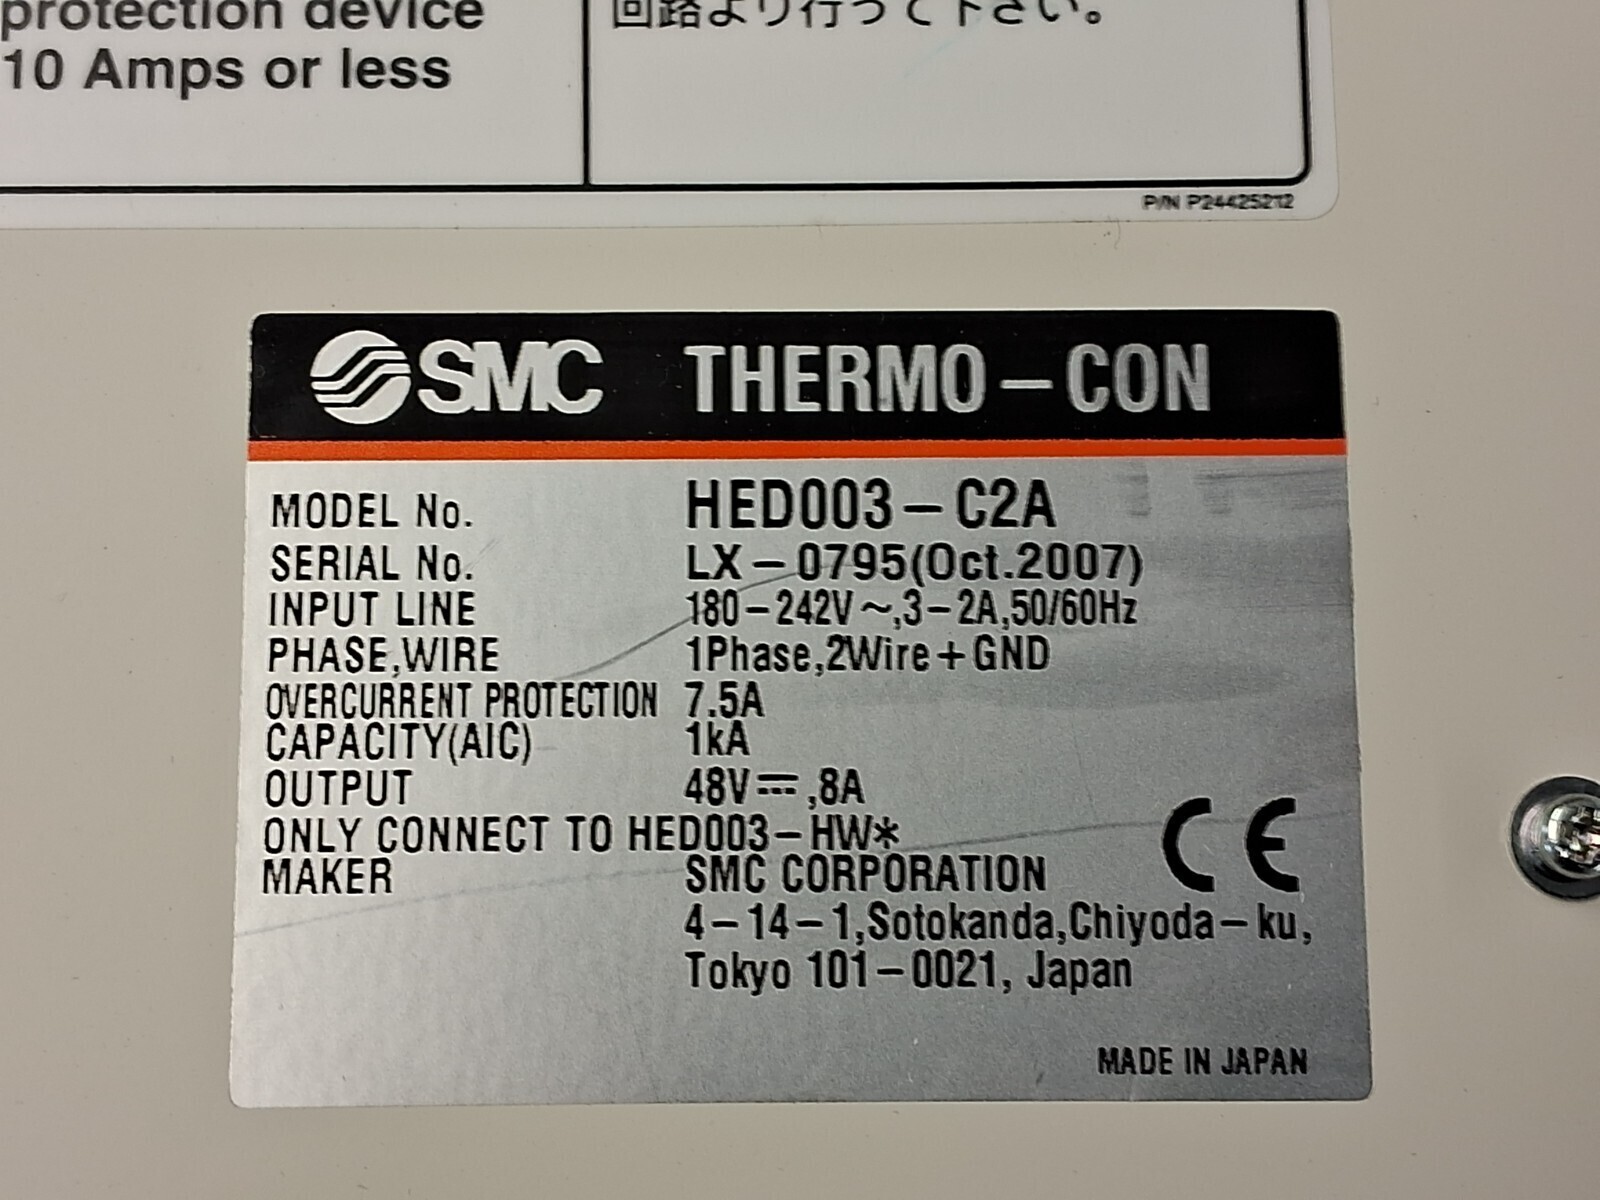 protection device
10 Amps or less
回路より行って下さい。
P/N P24425212
SMC THERMO-CON
MODEL No. HED003-C2A
SERIAL No. LX-0795(Oct.2007)
INPUT LINE 180-242V～,3-2A,50/60Hz
PHASE,WIRE 1Phase,2Wire+GND
OVERCURRENT PROTECTION 7.5A
CAPACITY(AIC) 1kA
OUTPUT 48V⎓,8A
ONLY CONNECT TO HED003-HW*
MAKER SMC CORPORATION
4-14-1,Sotokanda,Chiyoda-ku,
Tokyo 101-0021, Japan
CE
MADE IN JAPAN